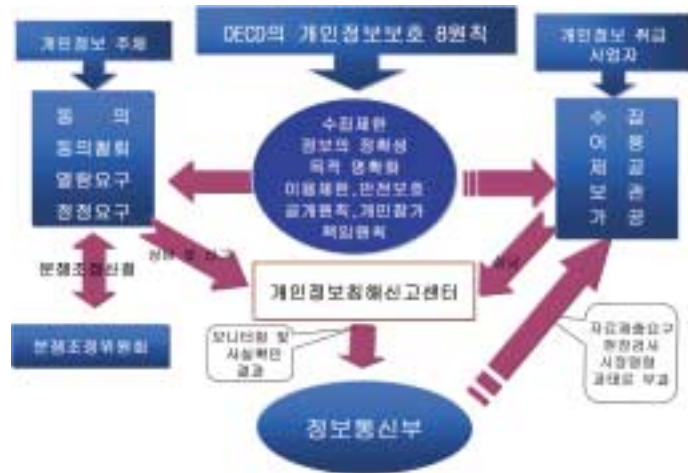 개인정보 주체
OECD의 개인정보보호 8원칙
개인정보 취급
사업자
동 의
동의철회
열람요구
정정요구
수집제한
정보의 정확성
목적 명확화
이용제한,안전보호
공개원칙,개인참가
책임원칙
수 집
이 용
제 공
보 관
가 공
분쟁조정신청
개인정보침해신고센터
분쟁조정위원회
모니터링 및
사실확인
결과
자료제출요구
현장검사
시정명령
과태료 부과
정보통신부